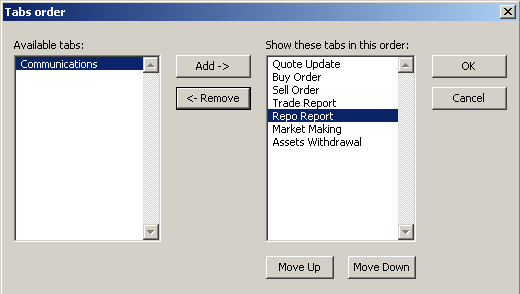 Tabs order
Available tabs:
Communications
Add ->
<- Remove
Show these tabs in this order:
Quote Update
Buy Order
Sell Order
Trade Report
Repo Report
Market Making
Assets Withdrawal
OK
Cancel
Move Up
Move Down